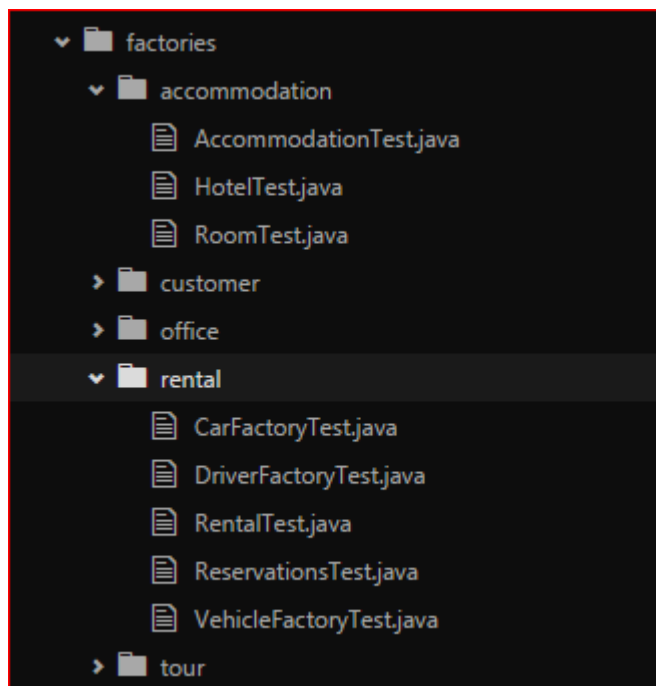 factories
accommodation
AccommodationTest.java
HotelTest.java
RoomTest.java
customer
office
rental
CarFactoryTest.java
DriverFactoryTest.java
RentalTest.java
ReservationsTest.java
VehicleFactoryTest.java
tour